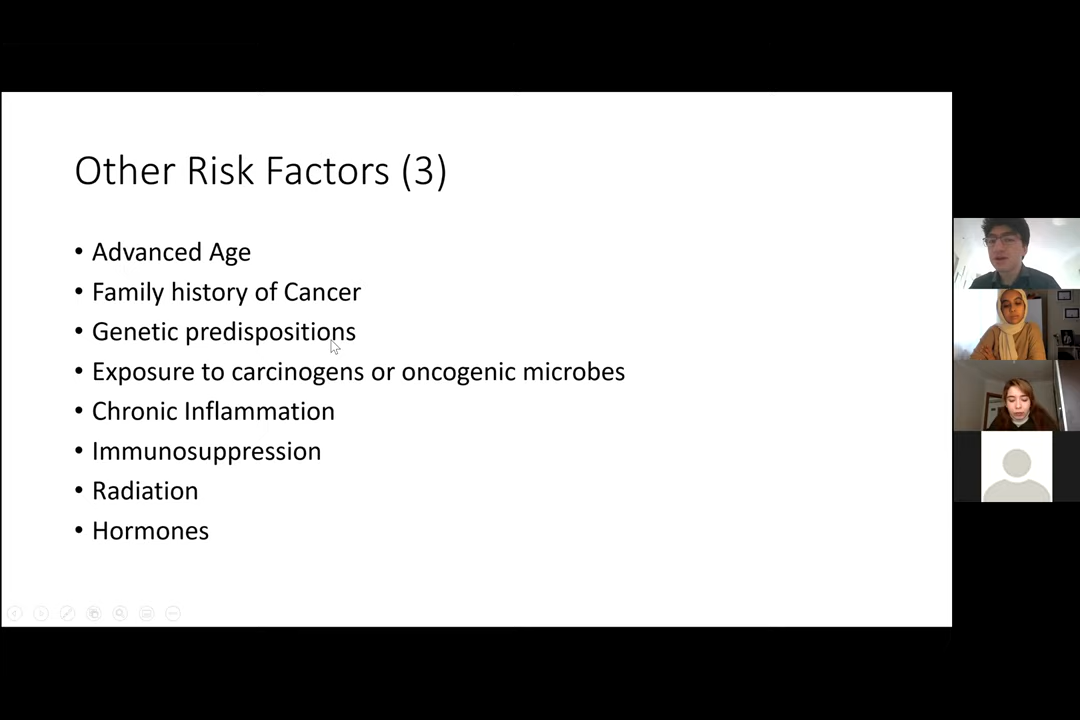 Other Risk Factors (3)
• Advanced Age
• Family history of Cancer
• Genetic predispositions
• Exposure to carcinogens or oncogenic microbes
• Chronic Inflammation
• Immunosuppression
• Radiation
• Hormones